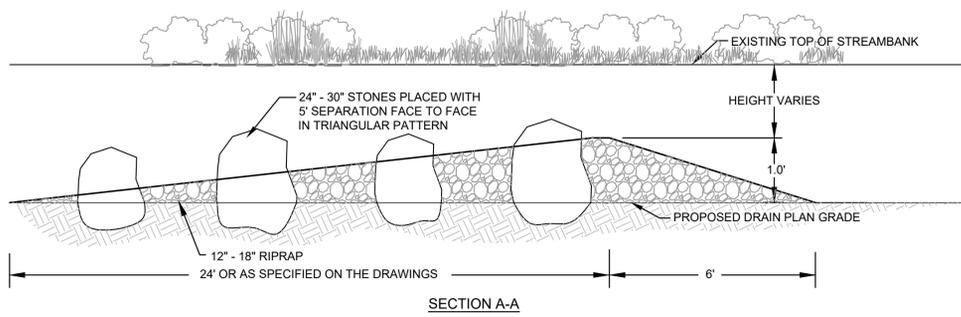 EXISTING TOP OF STREAMBANK
24" - 30" STONES PLACED WITH
5' SEPARATION FACE TO FACE
IN TRIANGULAR PATTERN
HEIGHT VARIES
1.0'
PROPOSED DRAIN PLAN GRADE
12" - 18" RIPRAP
24' OR AS SPECIFIED ON THE DRAWINGS
6'
SECTION A-A